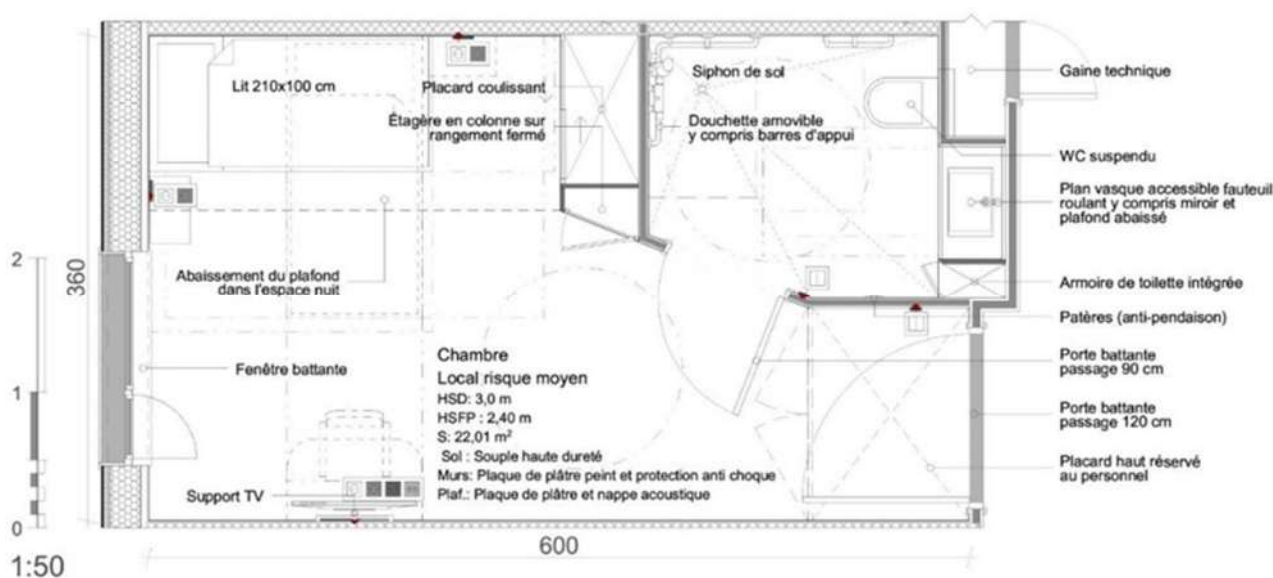 Lit 210x100 cm
Placard coulissant
Étagère en colonne sur
rangement fermé
Siphon de sol
Douchette amovible
y compris barres d'appui
Gaine technique
WC suspendu
Plan vasque accessible fauteuil
roulant y compris miroir et
plafond abaissé
Abaissement du plafond
dans l'espace nuit
Armoire de toilette intégrée
Patères (anti-pendaison)
Fenêtre battante
Chambre
Local risque moyen
HSD: 3,0 m
HSFP : 2,40 m
S: 22,01 m²
Sol : Souple haute dureté
Murs: Plaque de plâtre peint et protection anti choque
Plaf.: Plaque de plâtre et nappe acoustique
Porte battante
passage 90 cm
Porte battante
passage 120 cm
Placard haut réservé
au personnel
Support TV
2
1
0
360
600
1:50